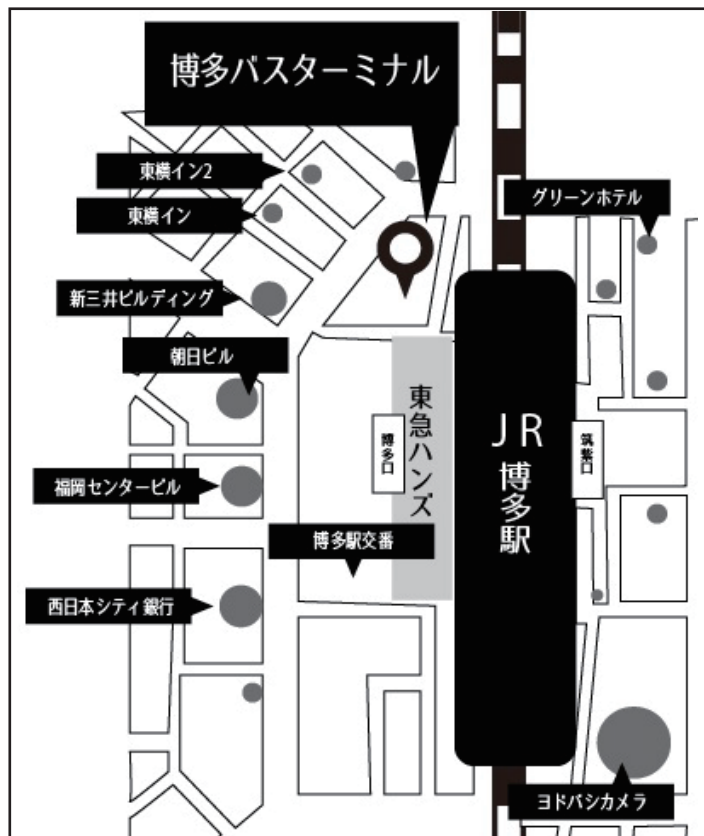 博多バスターミナル
東横イン2
グリーンホテル
東横イン
新三井ビルディング
朝日ビル
東急ハンズ
博多口
JR
博多駅
筑紫口
福岡センタービル
博多駅交番
西日本シティ銀行
ヨドバシカメラ